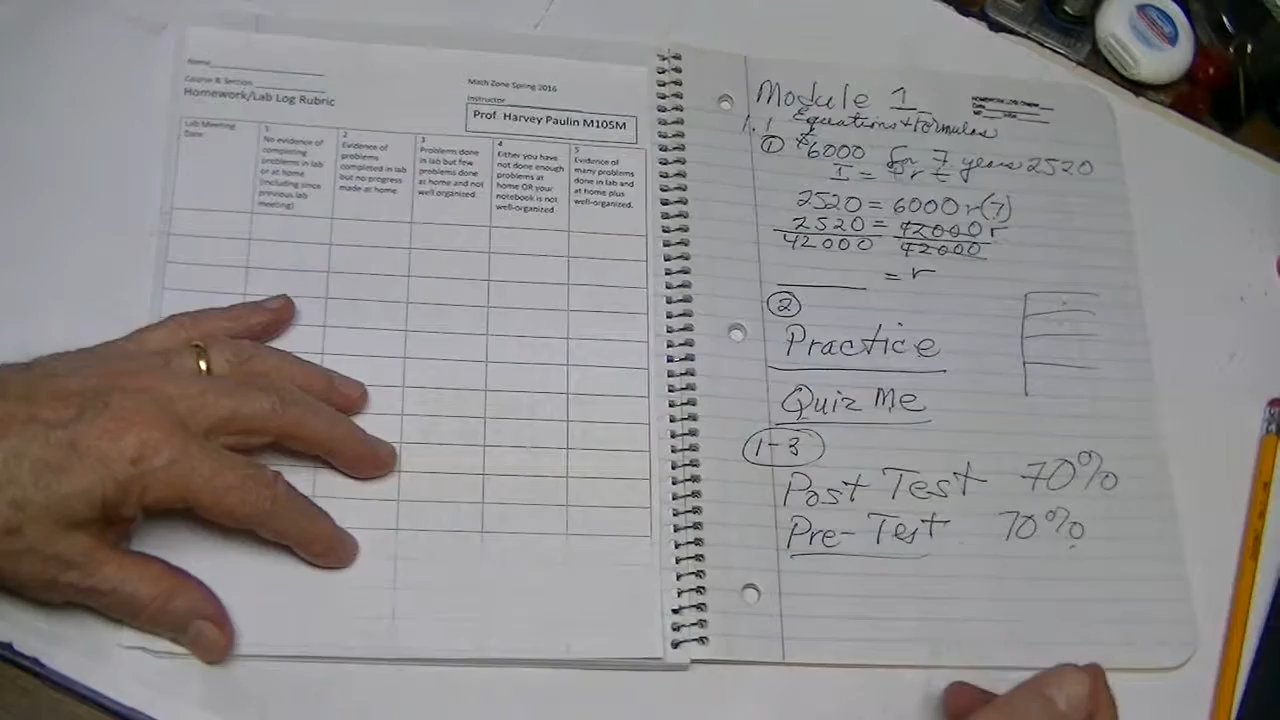 Name
Course & Section
Homework/Lab Log Rubric
Math Zone Spring 2016
Instructor
Prof. Harvey Paulin M105M
Lab Meeting
Date:
1
No evidence of
completing
problems in lab
or at home
(including since
previous lab
meeting)
2
Evidence of
problems
completed in lab
but no progress
made at home
3
Problems done
in lab but few
problems done
at home and not
well organized.
4
Either you have
not done enough
problems at
home OR your
notebook is not
well-organized
5
Evidence of
many problems
done in lab and
at home plus
well-organized.
Module 1
1.1 Equations + Formulas
① $6000 for 7 years 2520
I = Prt
2520 = 6000r(7)
2520 = 42000r
42000 42000
= r
②
Practice
Quiz Me
1-3
Post Test 70%
Pre-Test 70%